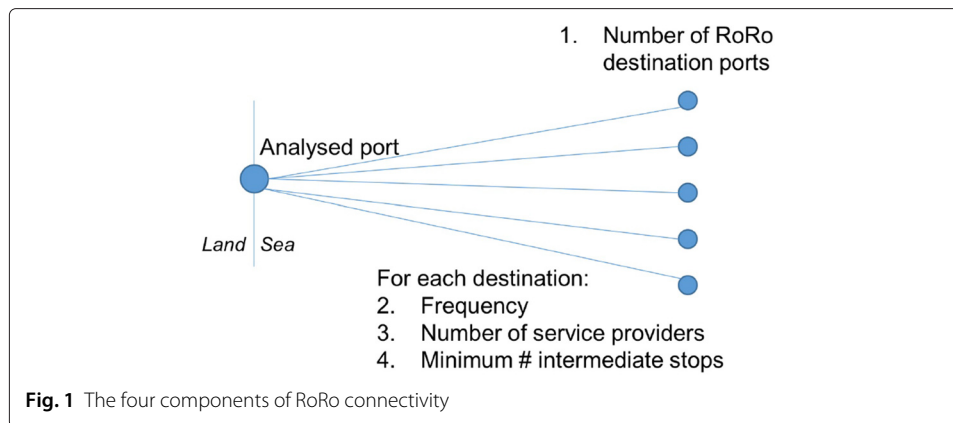 1. Number of RoRo
destination ports
Analysed port
Land Sea
For each destination:
2. Frequency
3. Number of service providers
4. Minimum # intermediate stops
Fig. 1 The four components of RoRo connectivity